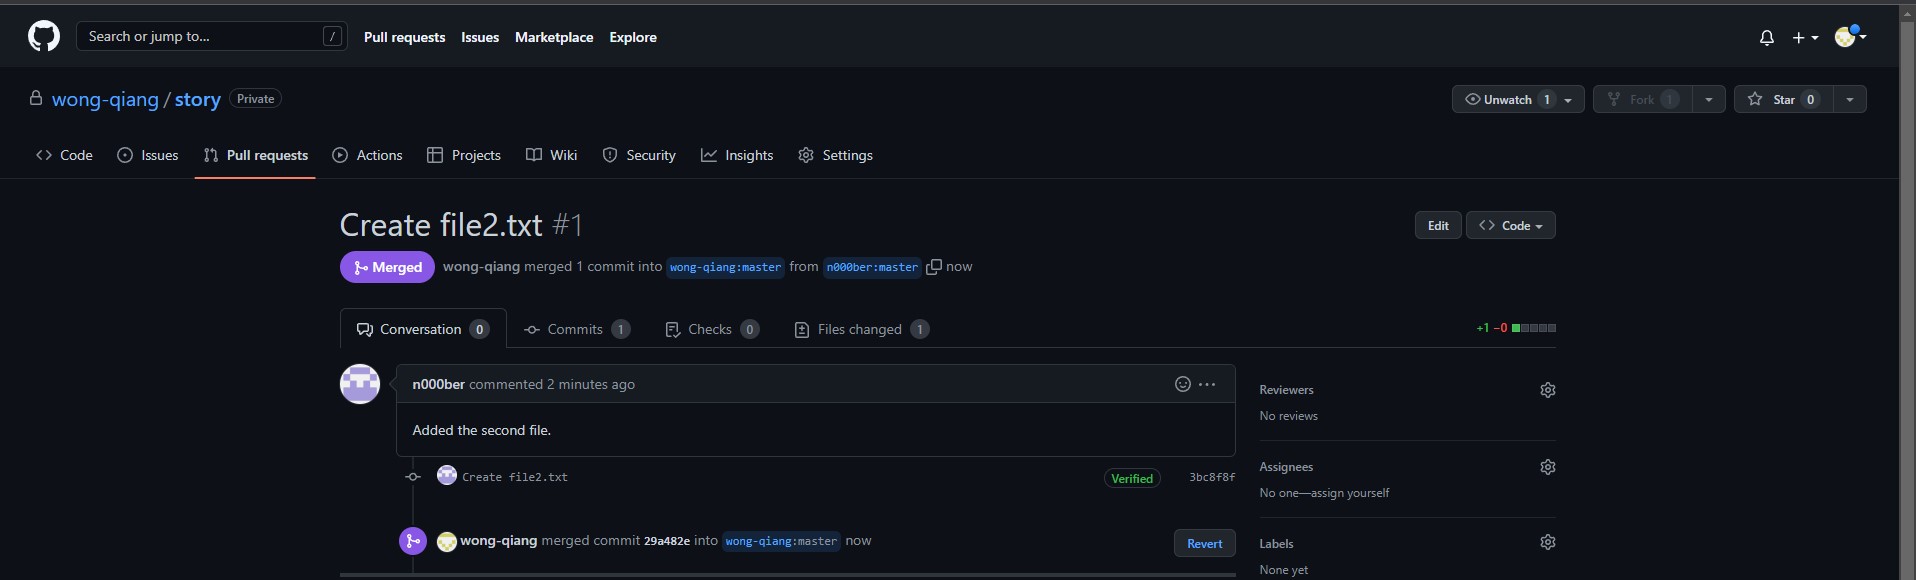 Search or jump to... / Pull requests Issues Marketplace Explore
wong-qiang / story Private Unwatch 1 Fork 1 Star 0
Code Issues Pull requests Actions Projects Wiki Security Insights Settings
Create file2.txt #1 Edit Code
Merged wong-qiang merged 1 commit into wong-qiang:master from n000ber:master now
Conversation 0 Commits 1 Checks 0 Files changed 1 +1 −0
n000ber commented 2 minutes ago
Added the second file.
Create file2.txt Verified 3bc8f8f
wong-qiang merged commit 29a482e into wong-qiang:master now Revert
Reviewers
No reviews
Assignees
No one—assign yourself
Labels
None yet